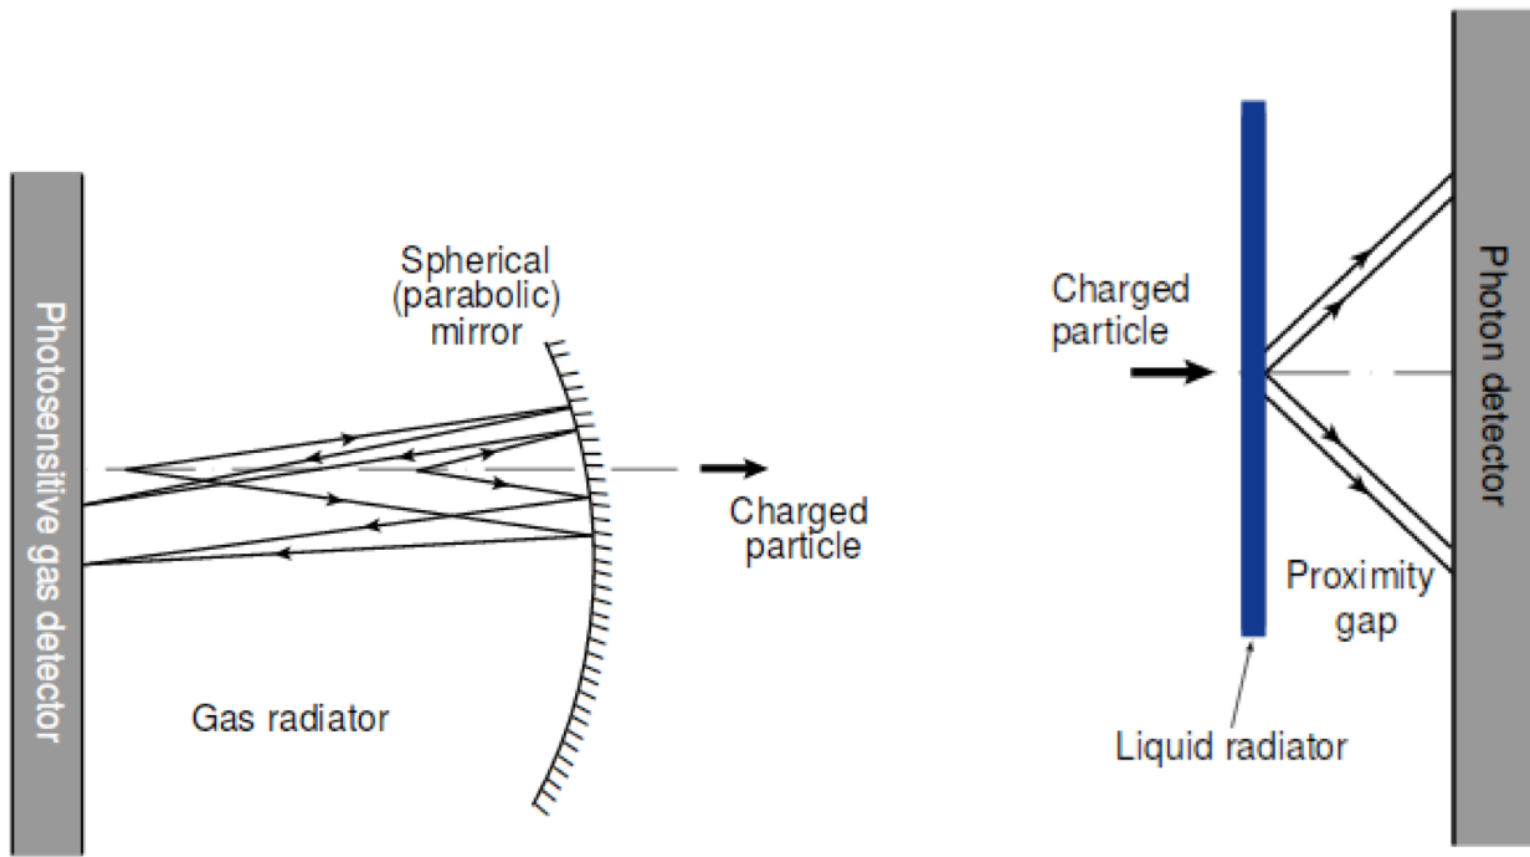 Photosensitive gas detector
Spherical
(parabolic)
mirror
Charged
particle
Gas radiator
Charged
particle
Liquid radiator
Proximity
gap
Photon detector